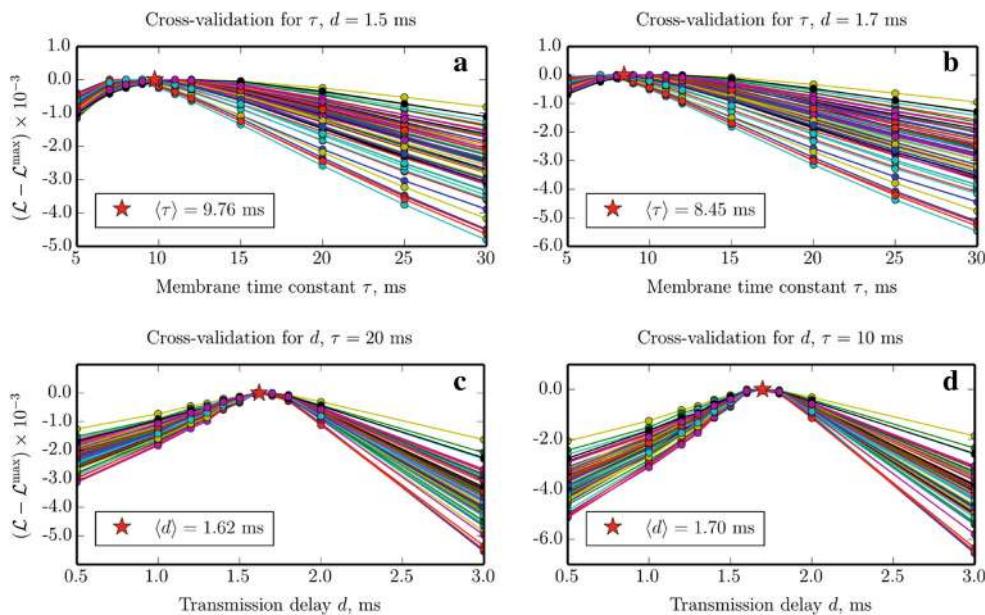 Cross-validation for τ, d = 1.5 ms
Cross-validation for τ, d = 1.7 ms
a
b
(ℒ − ℒ^max) × 10^−3
1.0
0.0
-1.0
-2.0
-3.0
-4.0
-5.0
1.0
0.0
-1.0
-2.0
-3.0
-4.0
-5.0
-6.0
⟨τ⟩ = 9.76 ms
⟨τ⟩ = 8.45 ms
5 10 15 20 25 30
5 10 15 20 25 30
Membrane time constant τ, ms
Membrane time constant τ, ms
Cross-validation for d, τ = 20 ms
Cross-validation for d, τ = 10 ms
c
d
(ℒ − ℒ^max) × 10^−3
0.0
-1.0
-2.0
-3.0
-4.0
-5.0
0.0
-2.0
-4.0
-6.0
⟨d⟩ = 1.62 ms
⟨d⟩ = 1.70 ms
0.5 1.0 1.5 2.0 2.5 3.0
0.5 1.0 1.5 2.0 2.5 3.0
Transmission delay d, ms
Transmission delay d, ms